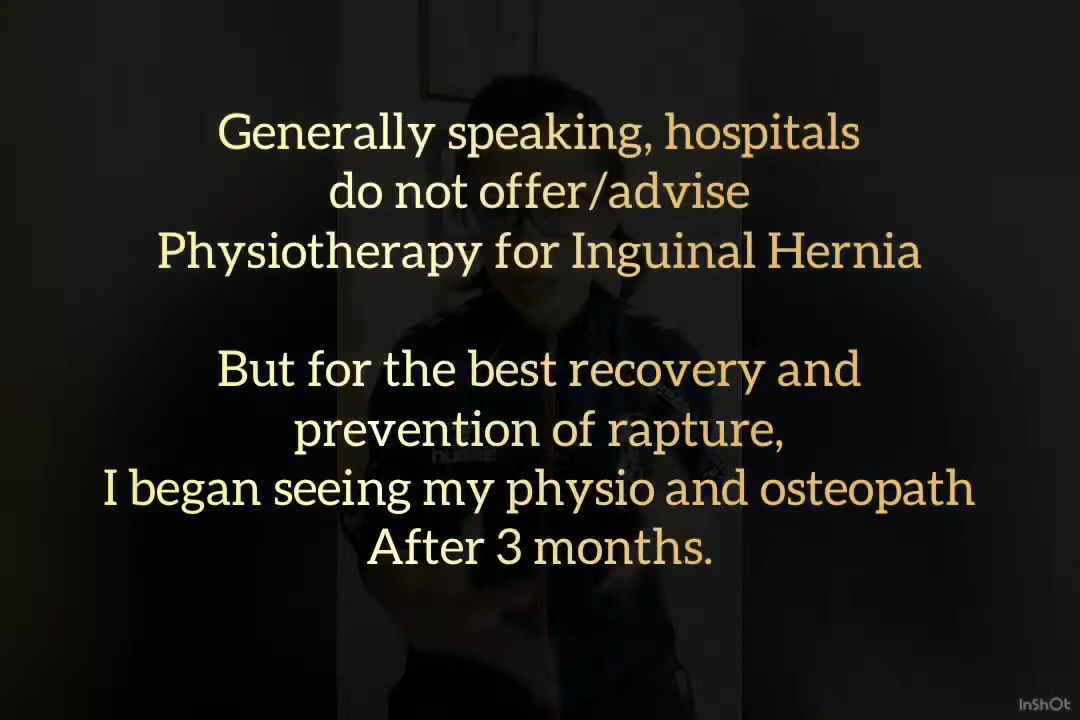 Generally speaking, hospitals
do not offer/advise
Physiotherapy for Inguinal Hernia
But for the best recovery and
prevention of rapture,
I began seeing my physio and osteopath
After 3 months.
hummel
InShOt